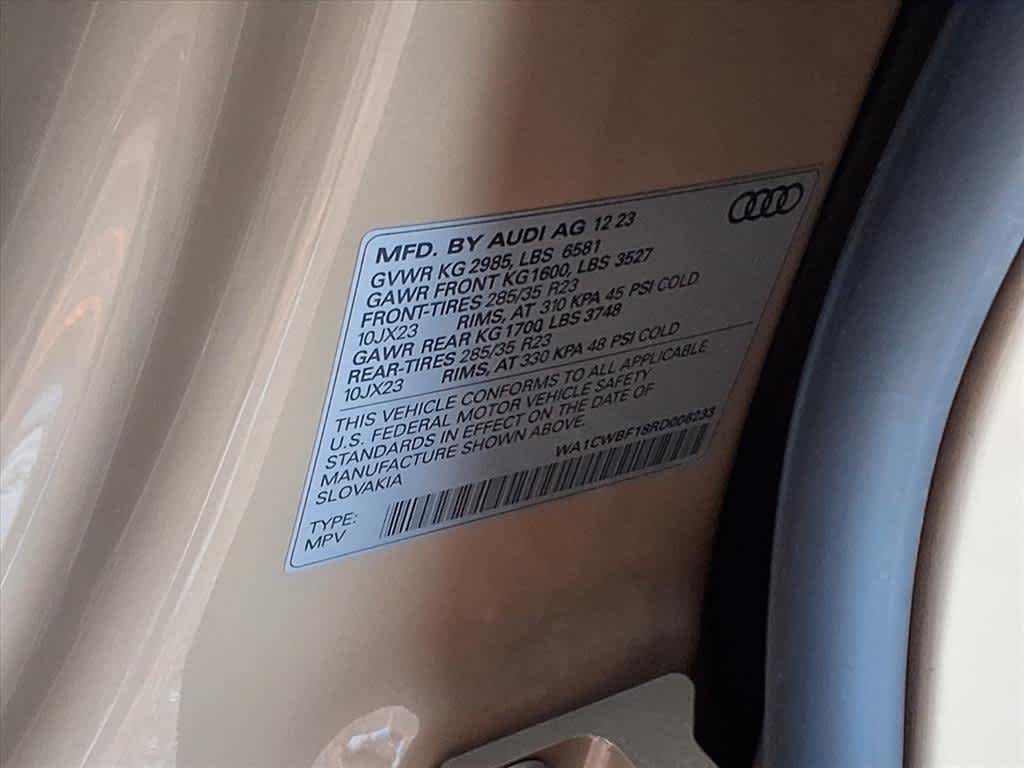 MFD. BY AUDI AG 12 23
GVWR KG 2985, LBS 6581
GAWR FRONT KG1600, LBS 3527
FRONT-TIRES 285/35 R23
10JX23 RIMS, AT 310 KPA 45 PSI COLD
GAWR REAR KG 1700, LBS 3748
REAR-TIRES 285/35 R23
10JX23 RIMS, AT 330 KPA 48 PSI COLD
THIS VEHICLE CONFORMS TO ALL APPLICABLE
U.S. FEDERAL MOTOR VEHICLE SAFETY
STANDARDS IN EFFECT ON THE DATE OF
MANUFACTURE SHOWN ABOVE.
SLOVAKIA
WA1CWBF18RD006233
TYPE:
MPV